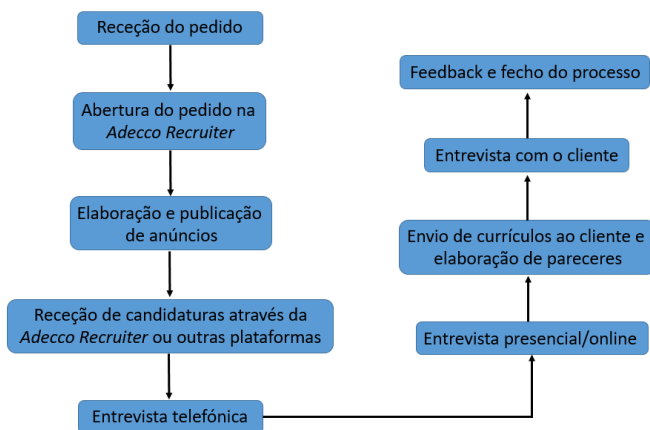 Receção do pedido
Abertura do pedido na
Adecco Recruiter
Elaboração e publicação
de anúncios
Receção de candidaturas através da
Adecco Recruiter ou outras plataformas
Entrevista telefónica
Entrevista presencial/online
Envio de currículos ao cliente e
elaboração de pareceres
Entrevista com o cliente
Feedback e fecho do processo